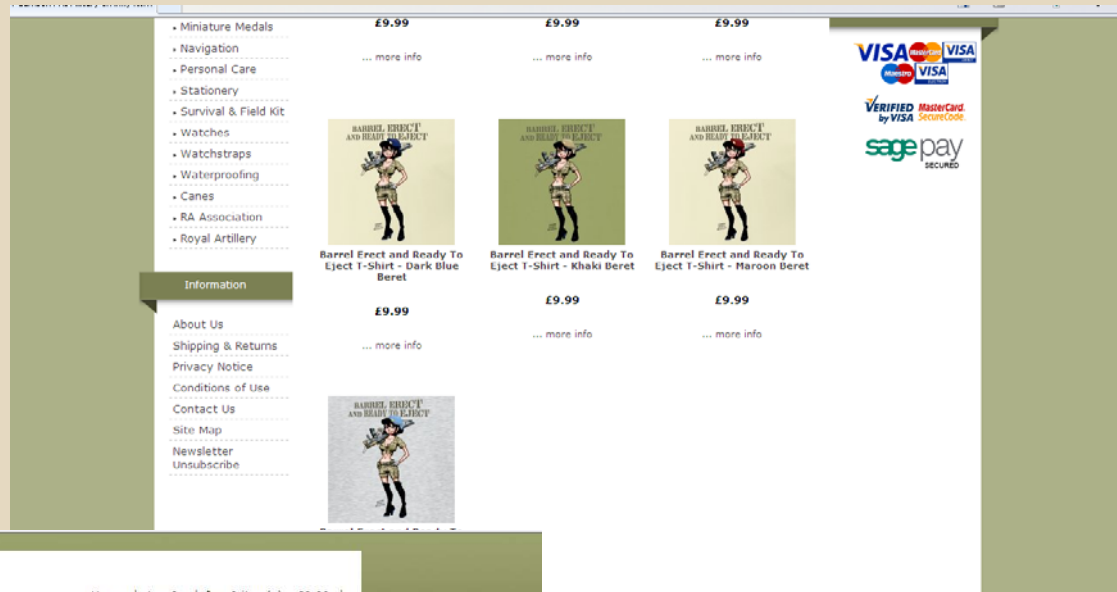 Miniature Medals
Navigation
Personal Care
Stationery
Survival & Field Kit
Watches
Watchstraps
Waterproofing
Canes
RA Association
Royal Artillery
Information
About Us
Shipping & Returns
Privacy Notice
Conditions of Use
Contact Us
Site Map
Newsletter
Unsubscribe
£9.99 £9.99 £9.99
... more info ... more info ... more info
BARREL ERECT
AND READY TO EJECT
BARREL ERECT
AND READY TO EJECT
BARREL ERECT
AND READY TO EJECT
Barrel Erect and Ready To
Eject T-Shirt - Dark Blue
Beret
£9.99
... more info
Barrel Erect and Ready To
Eject T-Shirt - Khaki Beret
£9.99
... more info
Barrel Erect and Ready To
Eject T-Shirt - Maroon Beret
£9.99
... more info
BARREL ERECT
AND READY TO EJECT
VISA MasterCard VISA
Maestro VISA
VERIFIED by VISA
MasterCard. SecureCode.
sage pay
SECURED